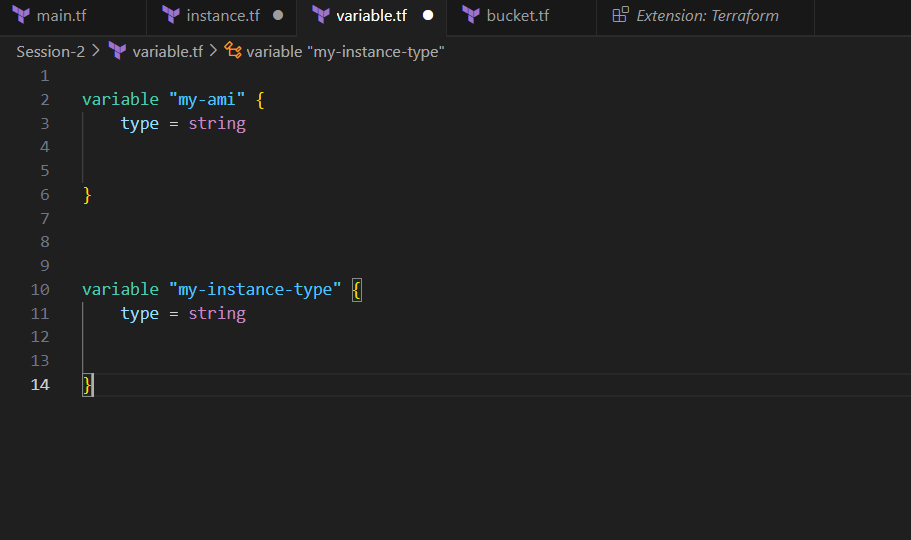 main.tf instance.tf variable.tf bucket.tf Extension: Terraform
Session-2 > variable.tf > variable "my-instance-type"
1
2 variable "my-ami" {
3 type = string
4
5
6 }
7
8
9
10 variable "my-instance-type" {
11 type = string
12
13
14 }